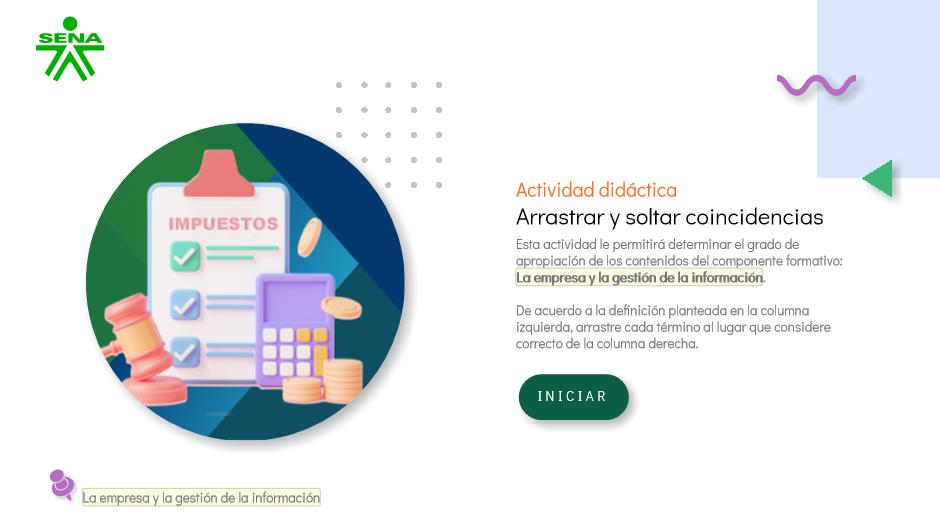 SENA
IMPUESTOS
Actividad didáctica
Arrastrar y soltar coincidencias
Esta actividad le permitirá determinar el grado de
apropiación de los contenidos del componente formativo:
La empresa y la gestión de la información.
De acuerdo a la definición planteada en la columna
izquierda, arrastre cada término al lugar que considere
correcto de la columna derecha.
INICIAR
La empresa y la gestión de la información